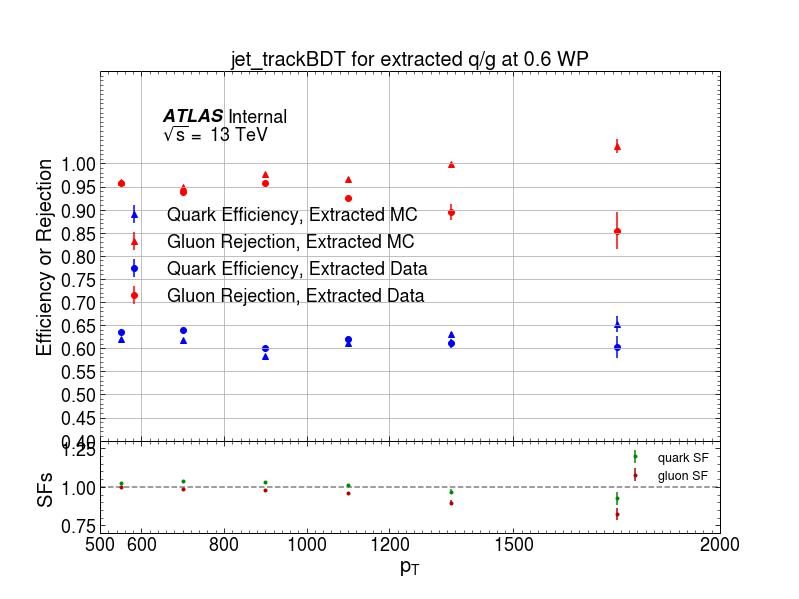 jet_trackBDT for extracted q/g at 0.6 WP
ATLAS Internal
√s = 13 TeV
Efficiency or Rejection
1.00
0.95
0.90
0.85
0.80
0.75
0.70
0.65
0.60
0.55
0.50
0.45
0.40
Quark Efficiency, Extracted MC
Gluon Rejection, Extracted MC
Quark Efficiency, Extracted Data
Gluon Rejection, Extracted Data
SFs
1.25
1.00
0.75
quark SF
gluon SF
500 600 800 1000 1200 1500 2000
pT